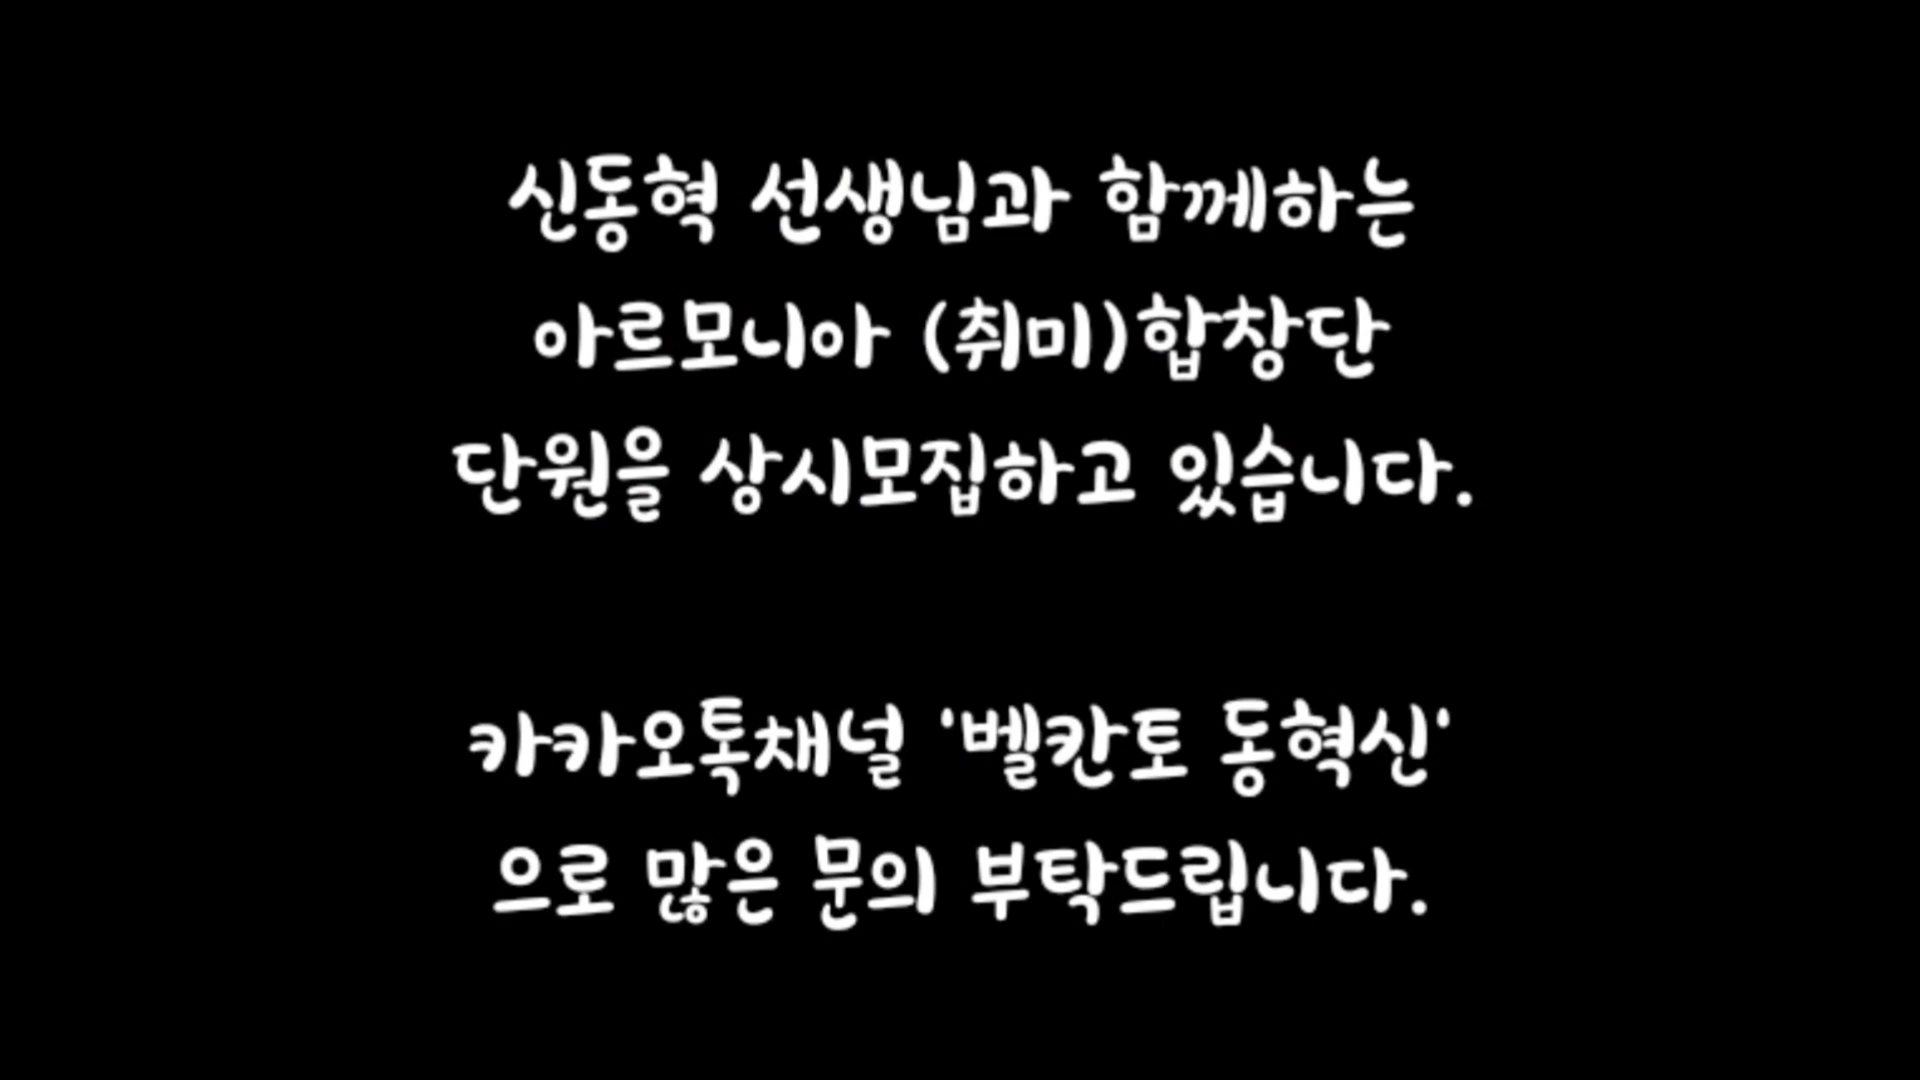 신동혁 선생님과 함께하는
아르모니아 (취미)합창단
단원을 상시모집하고 있습니다.
카카오톡채널 '벨칸토 동혁신'
으로 많은 문의 부탁드립니다.